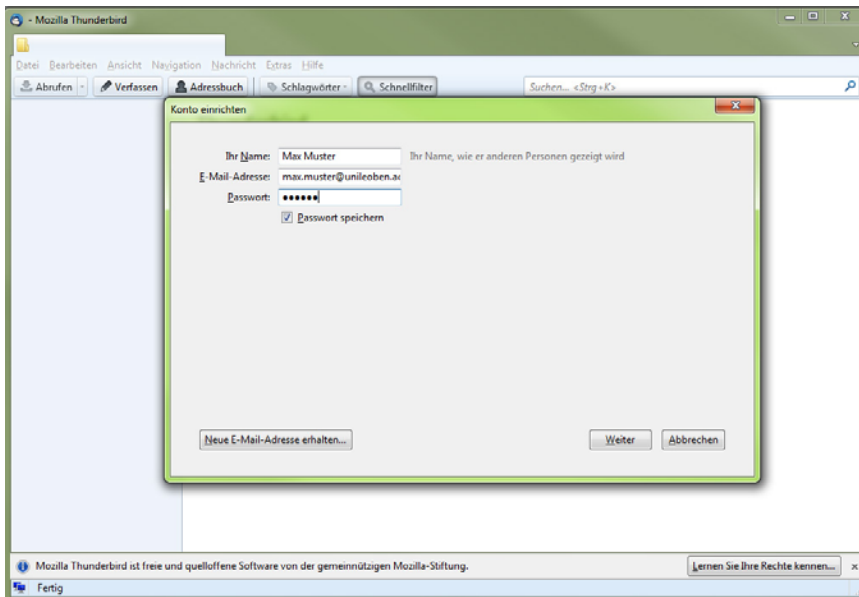 - Mozilla Thunderbird
Datei Bearbeiten Ansicht Navigation Nachricht Extras Hilfe
Abrufen Verfassen Adressbuch Schlagwörter Schnellfilter Suchen... <Strg+K>
Konto einrichten
Ihr Name: Max Muster Ihr Name, wie er anderen Personen gezeigt wird
E-Mail-Adresse: max.muster@unileoben.ac
Passwort: ●●●●●●
Passwort speichern
Neue E-Mail-Adresse erhalten... Weiter Abbrechen
Mozilla Thunderbird ist freie und quelloffene Software von der gemeinnützigen Mozilla-Stiftung. Lernen Sie Ihre Rechte kennen...
Fertig